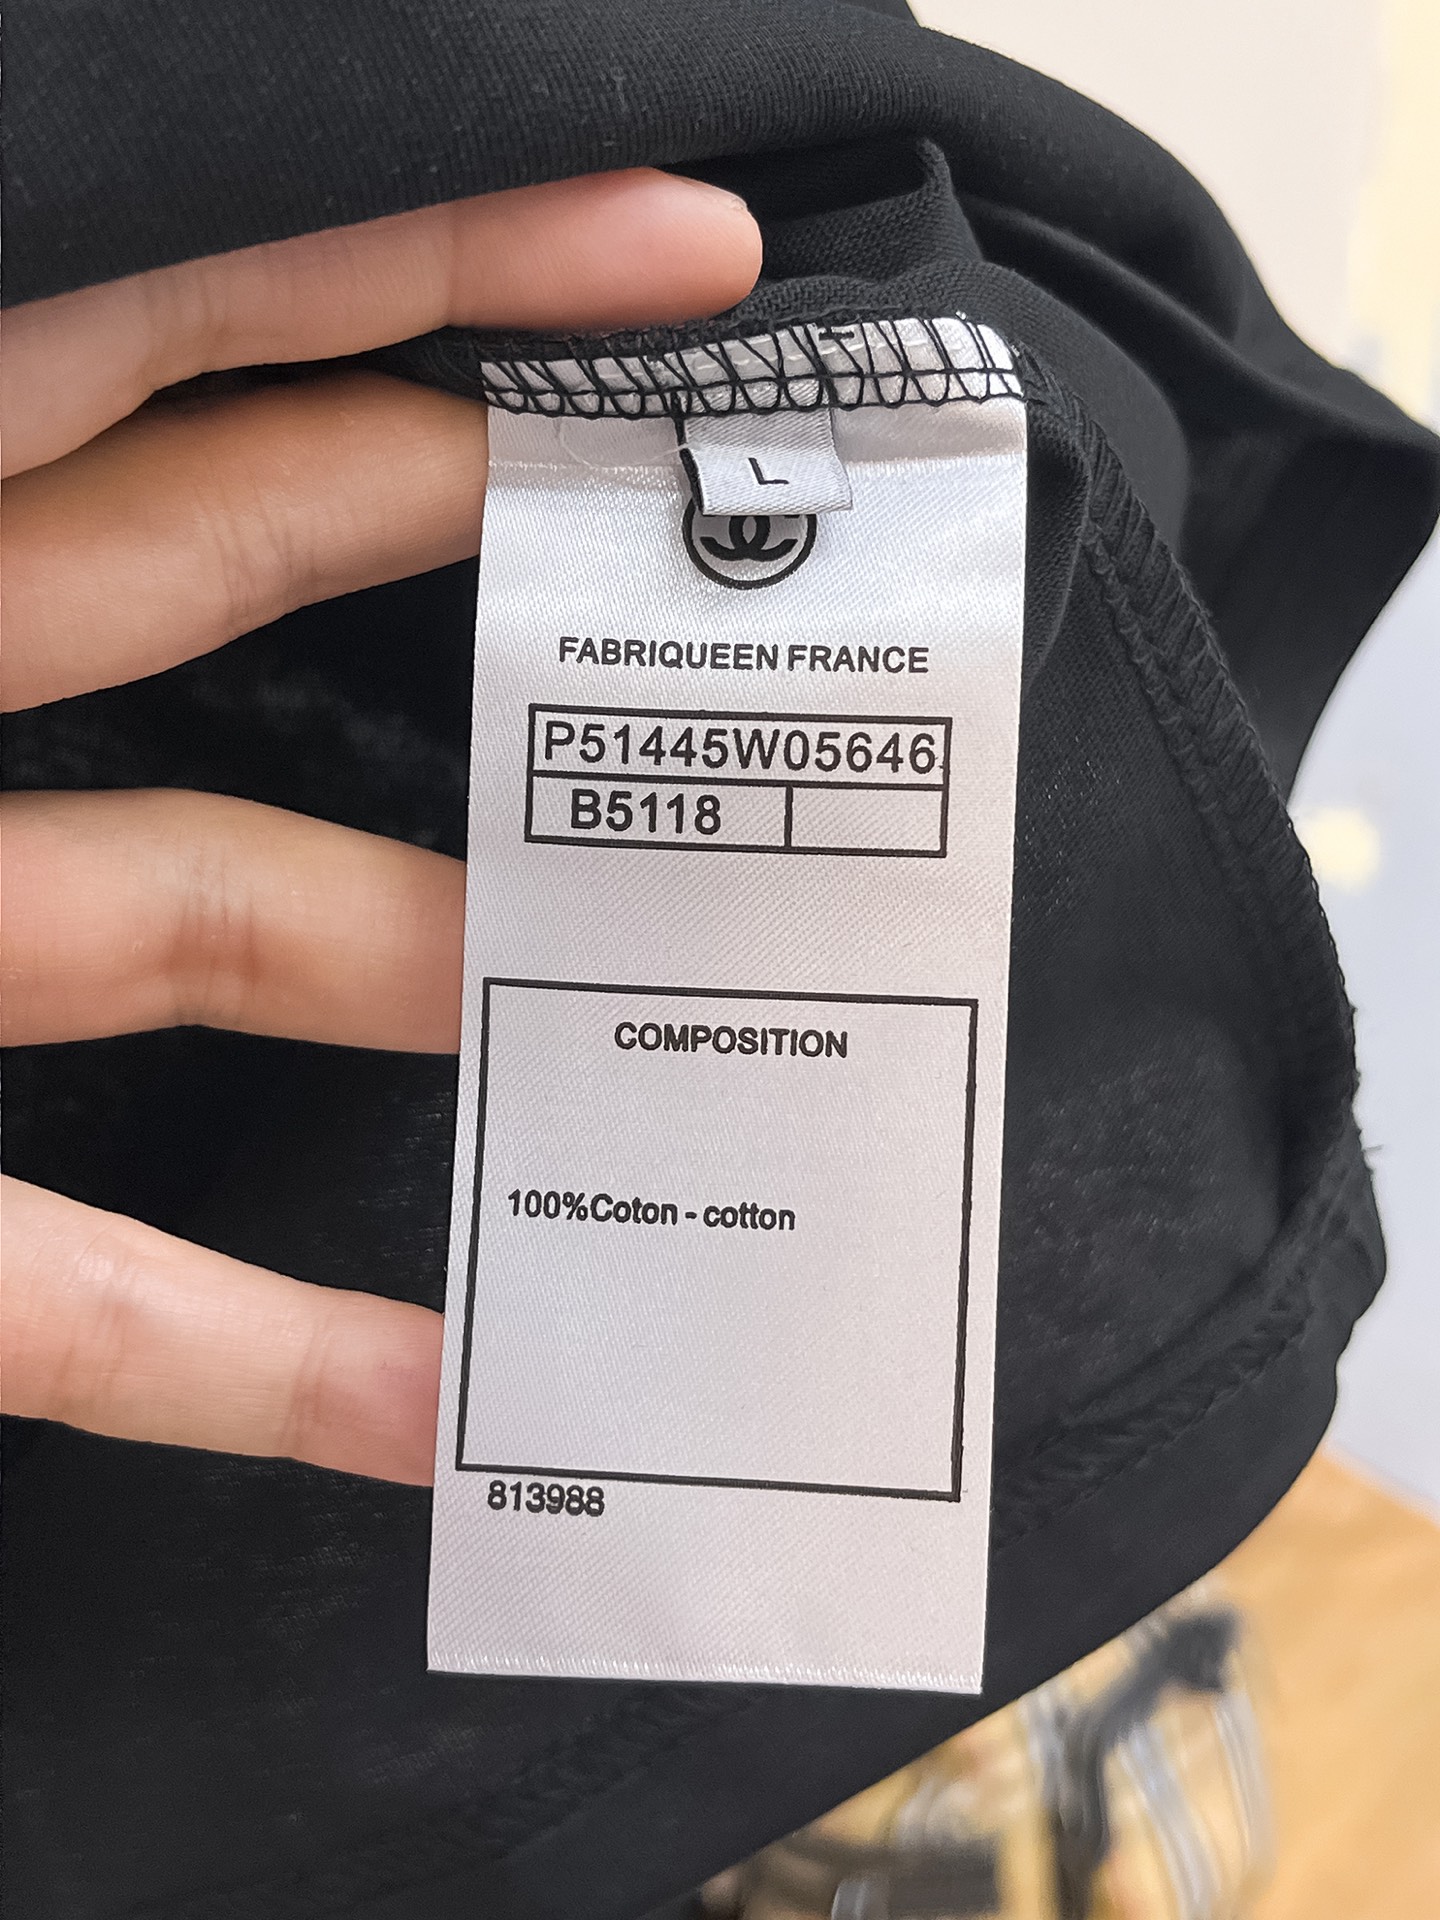 L
FABRIQUEEN FRANCE
P51445W05646
B5118
COMPOSITION
100%Coton - cotton
813988